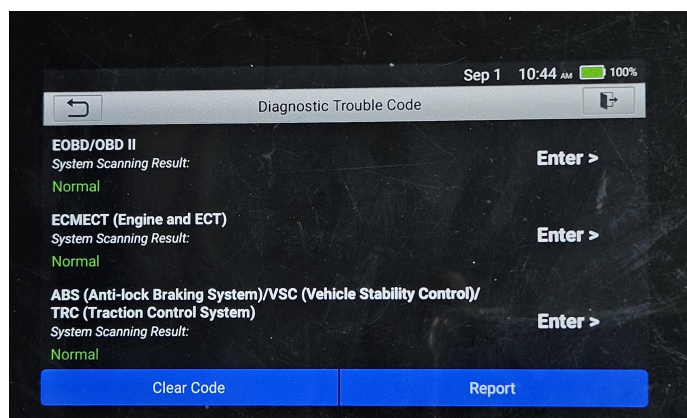 Sep 1 10:44 AM 100%
Diagnostic Trouble Code
EOBD/OBD II
System Scanning Result:
Enter >
Normal
ECMECT (Engine and ECT)
System Scanning Result:
Enter >
Normal
ABS (Anti-lock Braking System)/VSC (Vehicle Stability Control)/
TRC (Traction Control System)
System Scanning Result:
Enter >
Normal
Clear Code Report